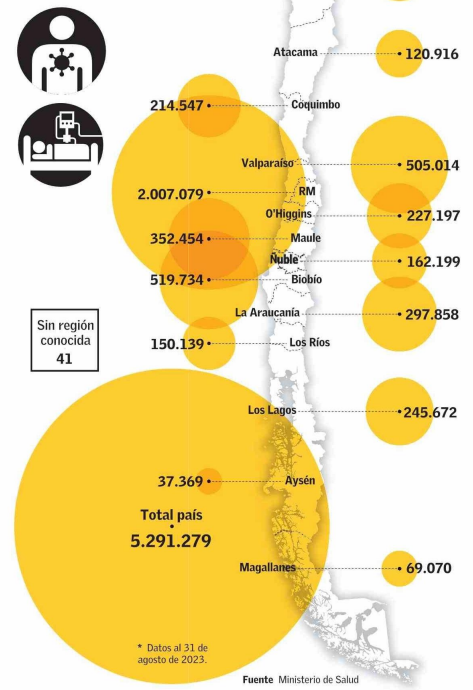 Atacama 120.916
214.547 Coquimbo
Valparaíso 505.014
2.007.079 RM
O'Higgins 227.197
352.454 Maule
Ñuble 162.199
519.734 Biobío
La Araucanía 297.858
Sin región
conocida
41
150.139 Los Ríos
Los Lagos 245.672
37.369 Aysén
Total país
5.291.279
Magallanes 69.070
* Datos al 31 de
agosto de 2023.
Fuente Ministerio de Salud